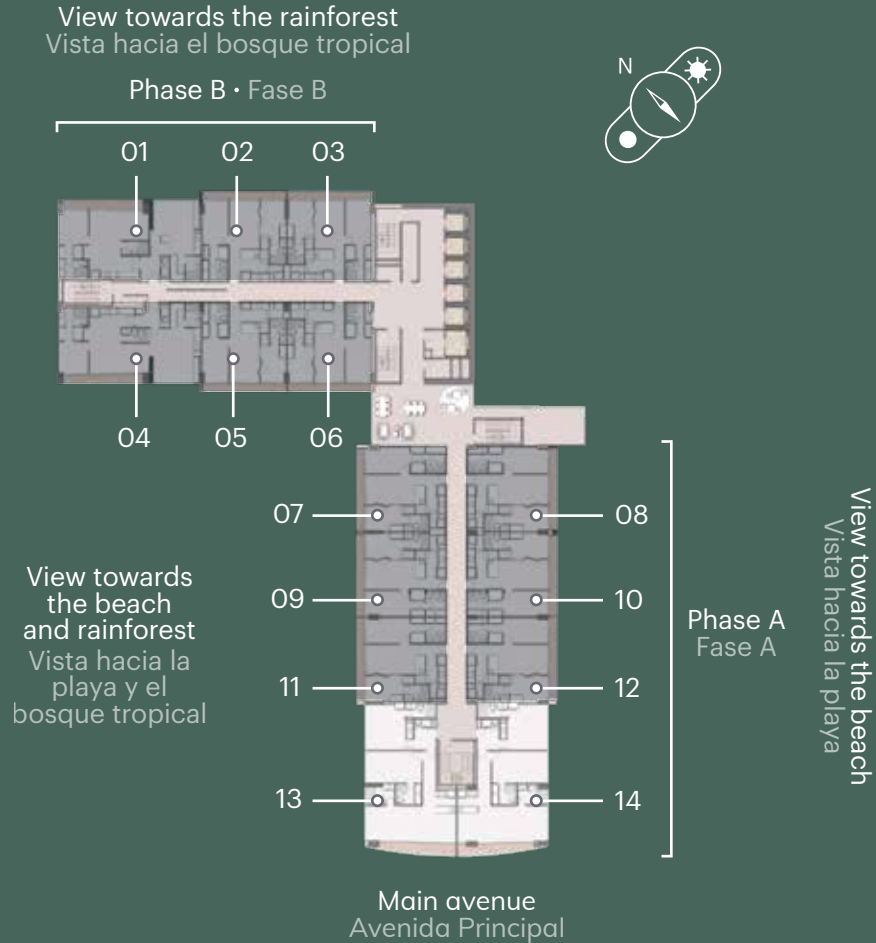 View towards the rainforest
Vista hacia el bosque tropical
Phase B • Fase B
N
01
02
03
04
05
06
07
08
09
10
11
12
13
14
View towards
the beach
and rainforest
Vista hacia la
playa y el
bosque tropical
Phase A
Fase A
View towards the beach
Vista hacia la playa
Main avenue
Avenida Principal